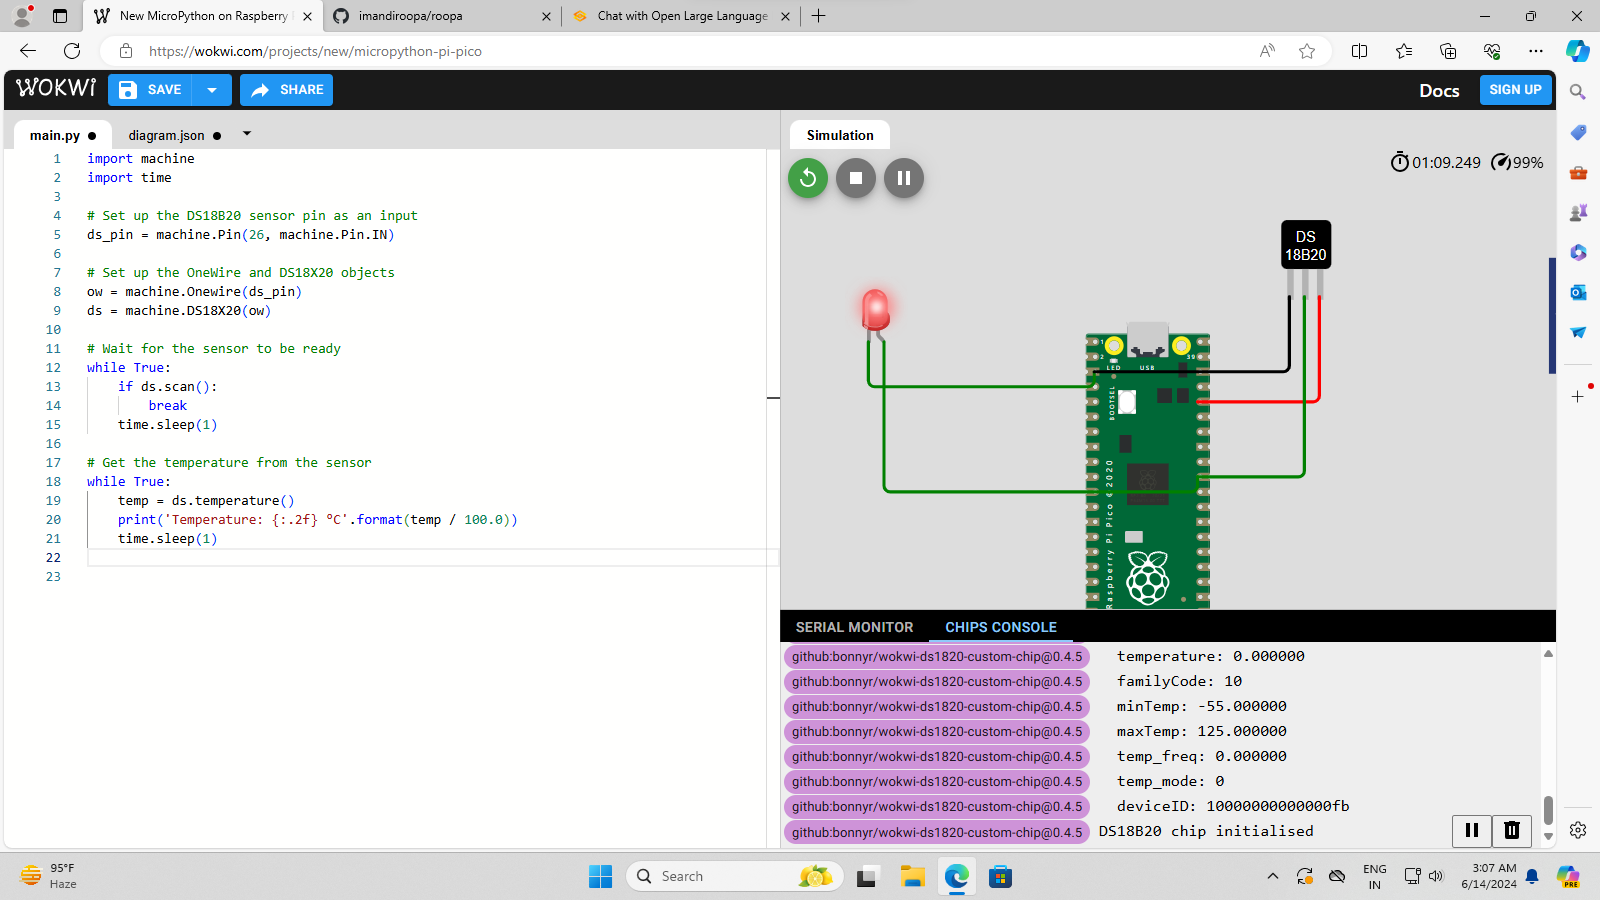 New MicroPython on Raspberry
imandiroopa/roopa
Chat with Open Large Language
https://wokwi.com/projects/new/micropython-pi-pico
WOKWI
SAVE
SHARE
Docs
SIGN UP
main.py ●
diagram.json ●
Simulation
01:09.249
99%
1 import machine
2 import time
3
4 # Set up the DS18B20 sensor pin as an input
5 ds_pin = machine.Pin(26, machine.Pin.IN)
6
7 # Set up the OneWire and DS18X20 objects
8 ow = machine.Onewire(ds_pin)
9 ds = machine.DS18X20(ow)
10
11 # Wait for the sensor to be ready
12 while True:
13 if ds.scan():
14 break
15 time.sleep(1)
16
17 # Get the temperature from the sensor
18 while True:
19 temp = ds.temperature()
20 print('Temperature: {:.2f} °C'.format(temp / 100.0))
21 time.sleep(1)
22
23
DS
18B20
1
2
39
LED
USB
BOOTSEL
Raspberry Pi Pico © 2020
SERIAL MONITOR
CHIPS CONSOLE
github:bonnyr/wokwi-ds1820-custom-chip@0.4.5 temperature: 0.000000
github:bonnyr/wokwi-ds1820-custom-chip@0.4.5 familyCode: 10
github:bonnyr/wokwi-ds1820-custom-chip@0.4.5 minTemp: -55.000000
github:bonnyr/wokwi-ds1820-custom-chip@0.4.5 maxTemp: 125.000000
github:bonnyr/wokwi-ds1820-custom-chip@0.4.5 temp_freq: 0.000000
github:bonnyr/wokwi-ds1820-custom-chip@0.4.5 temp_mode: 0
github:bonnyr/wokwi-ds1820-custom-chip@0.4.5 deviceID: 10000000000000fb
github:bonnyr/wokwi-ds1820-custom-chip@0.4.5 DS18B20 chip initialised
95°F
Haze
Search
ENG
IN
3:07 AM
6/14/2024
PRE